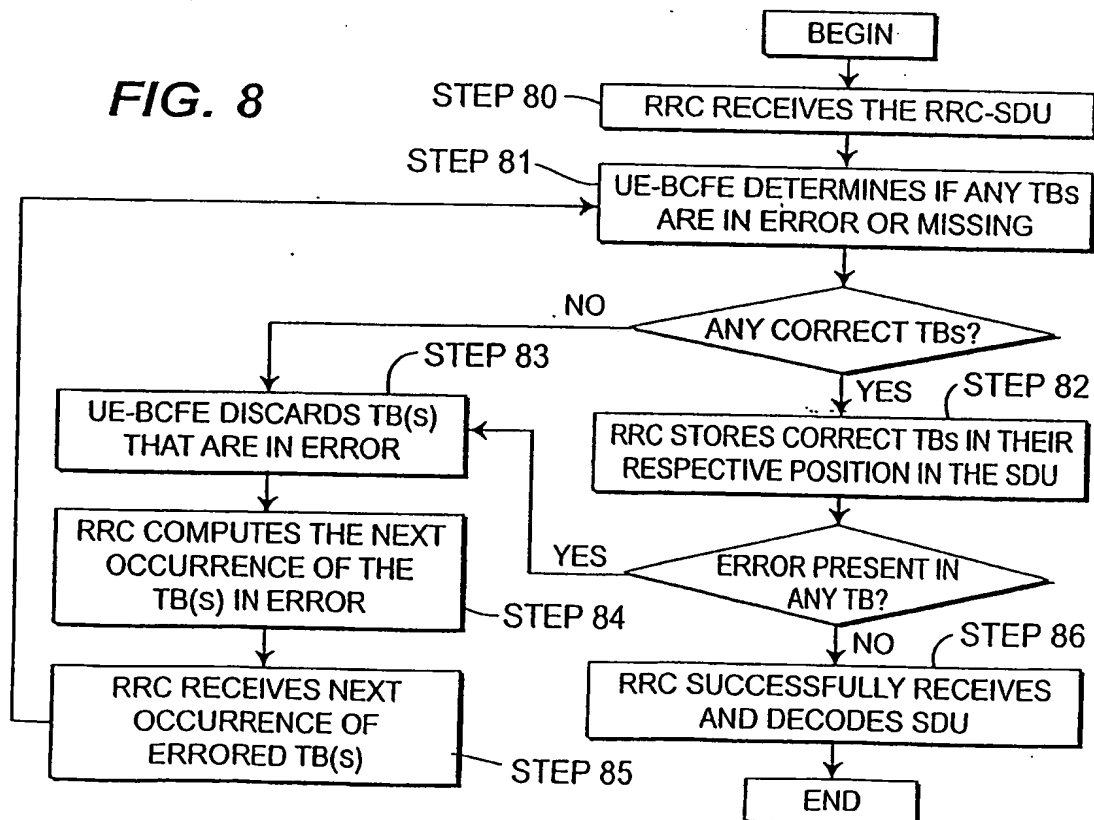 BEGIN
FIG. 8
STEP 80
RRC RECEIVES THE RRC-SDU
STEP 81
UE-BCFE DETERMINES IF ANY TBs
ARE IN ERROR OR MISSING
NO
ANY CORRECT TBs?
STEP 83
YES
STEP 82
UE-BCFE DISCARDS TB(S)
THAT ARE IN ERROR
RRC STORES CORRECT TBs IN THEIR
RESPECTIVE POSITION IN THE SDU
RRC COMPUTES THE NEXT
OCCURRENCE OF THE
TB(S) IN ERROR
YES
ERROR PRESENT IN
ANY TB?
STEP 84
NO
STEP 86
RRC RECEIVES NEXT
OCCURRENCE OF
ERRORED TB(S)
RRC SUCCESSFULLY RECEIVES
AND DECODES SDU
STEP 85
END